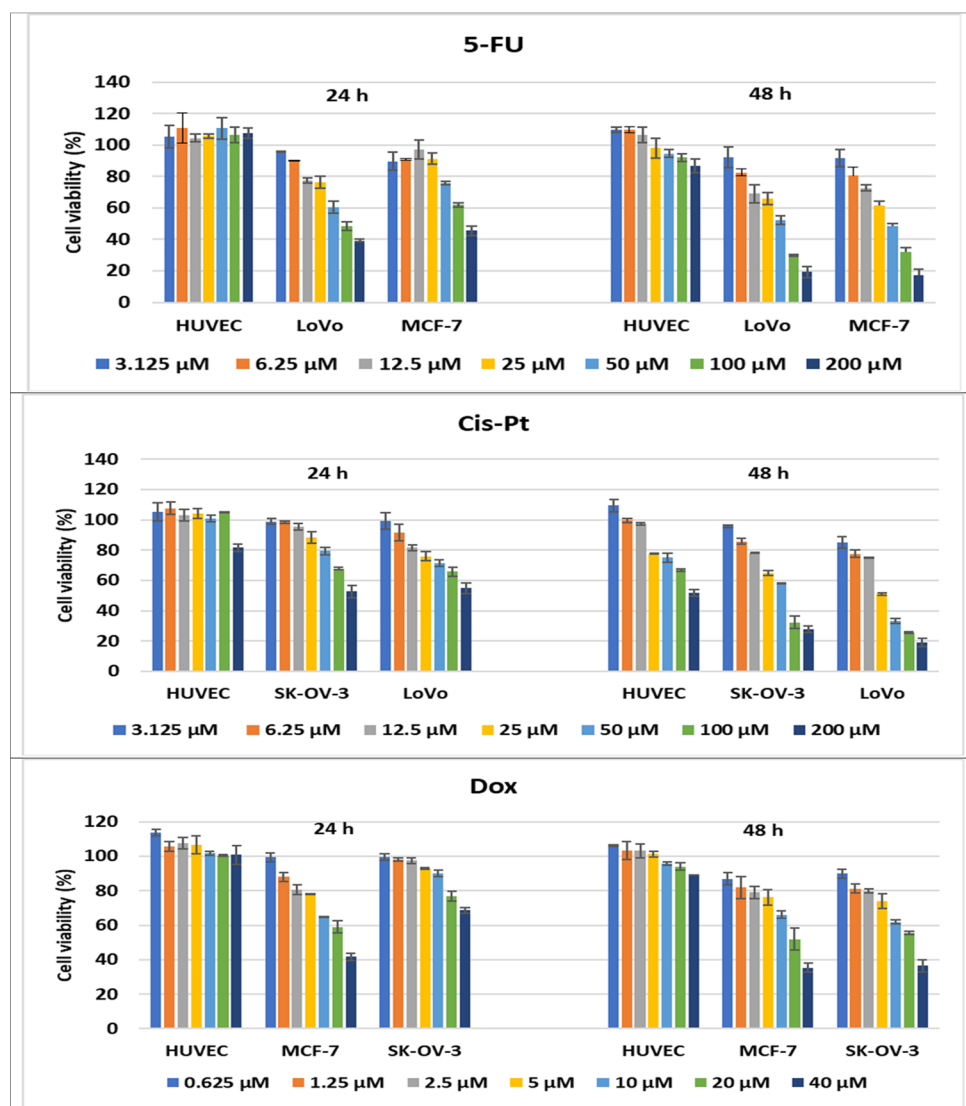 5-FU
24 h 48 h
Cell viability (%)
140
120
100
80
60
40
20
0
HUVEC LoVo MCF-7 HUVEC LoVo MCF-7
3.125 µM 6.25 µM 12.5 µM 25 µM 50 µM 100 µM 200 µM
Cis-Pt
24 h 48 h
Cell viability (%)
140
120
100
80
60
40
20
0
HUVEC SK-OV-3 LoVo HUVEC SK-OV-3 LoVo
3.125 µM 6.25 µM 12.5 µM 25 µM 50 µM 100 µM 200 µM
Dox
24 h 48 h
Cell viability (%)
120
100
80
60
40
20
0
HUVEC MCF-7 SK-OV-3 HUVEC MCF-7 SK-OV-3
0.625 µM 1.25 µM 2.5 µM 5 µM 10 µM 20 µM 40 µM